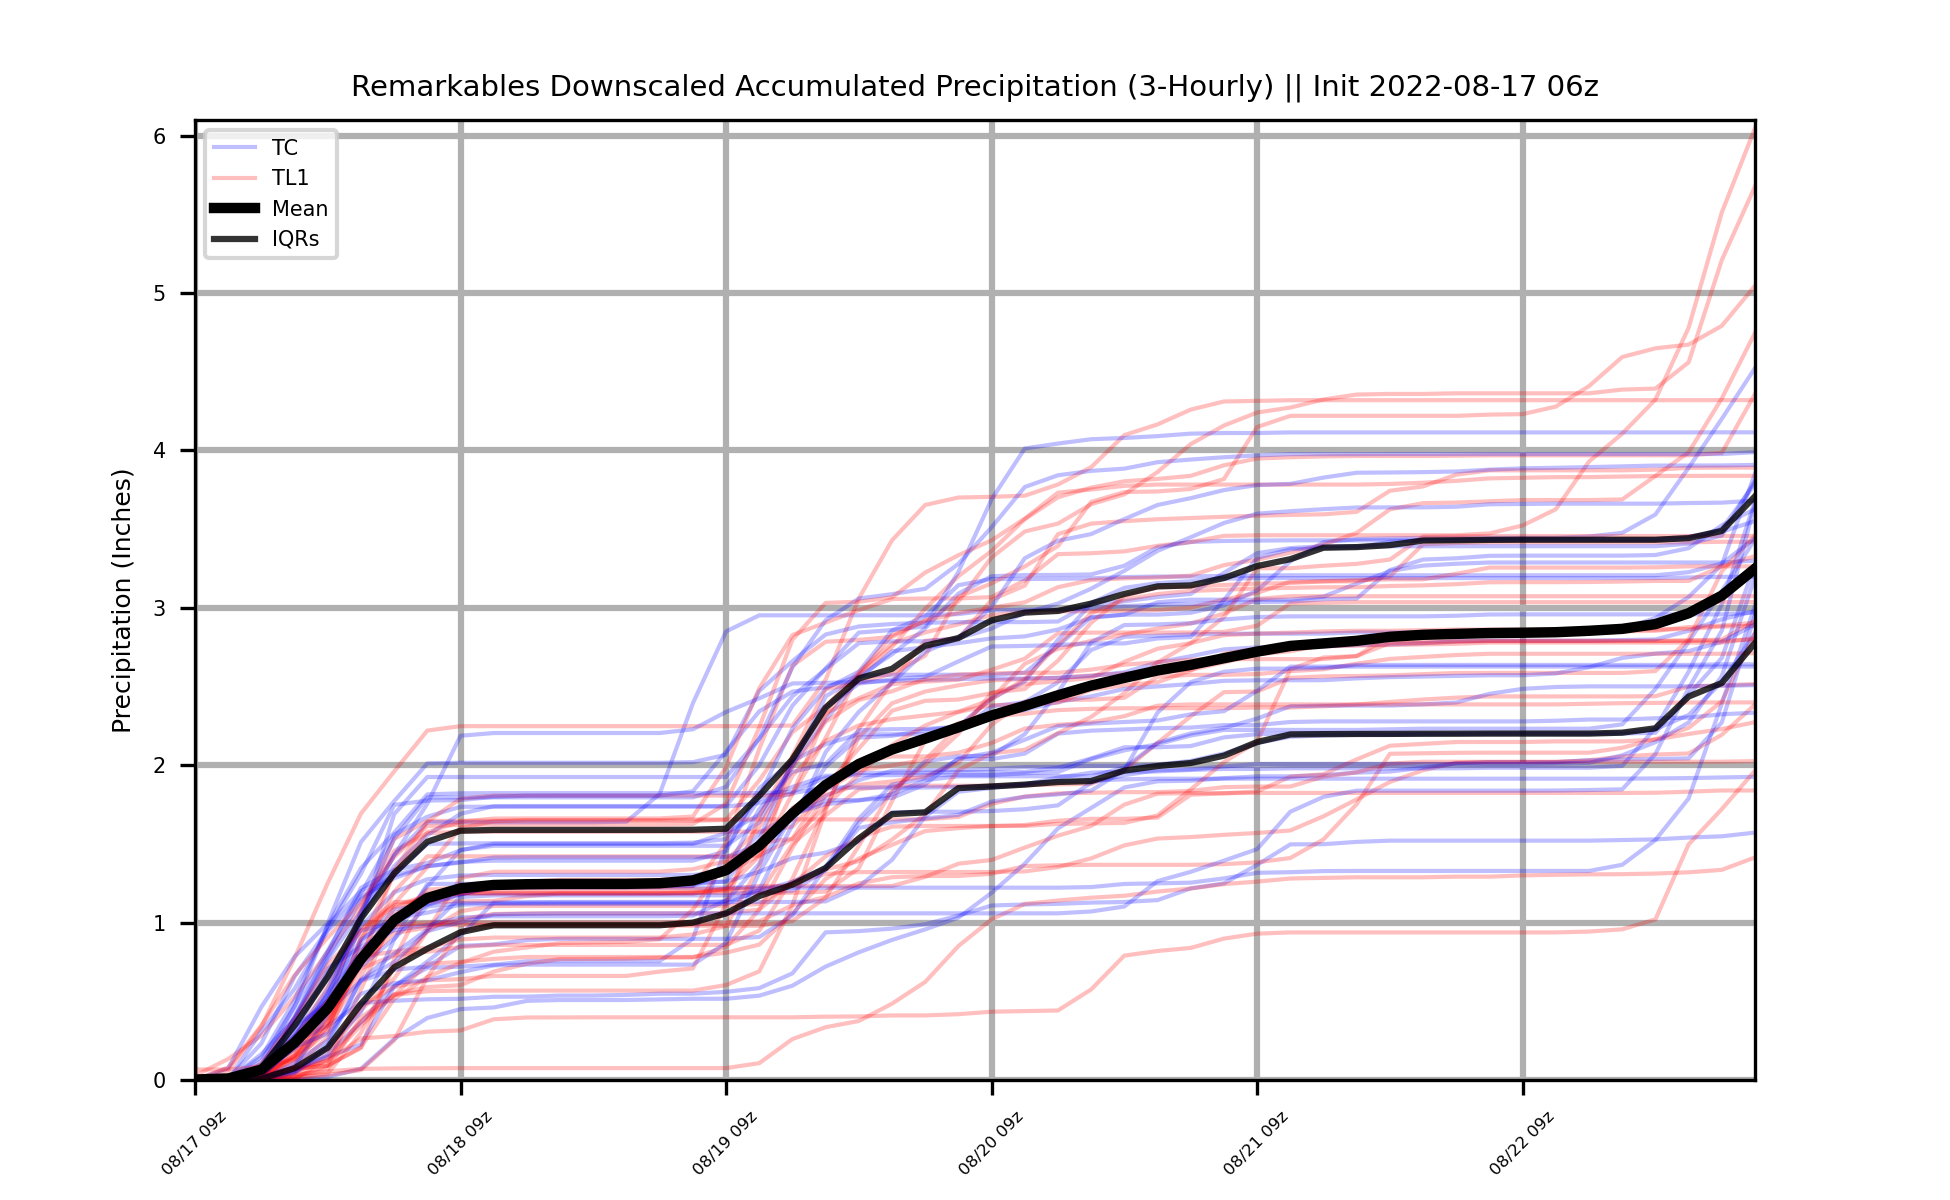 Remarkables Downscaled Accumulated Precipitation (3-Hourly) || Init 2022-08-17 06z
TC
TL1
Mean
IQRs
Precipitation (Inches)
6
5
4
3
2
1
0
08/17 09z
08/18 09z
08/19 09z
08/20 09z
08/21 09z
08/22 09z